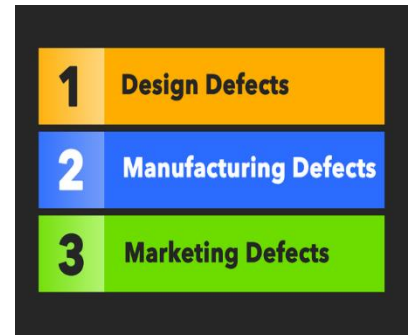 1 Design Defects
2 Manufacturing Defects
3 Marketing Defects